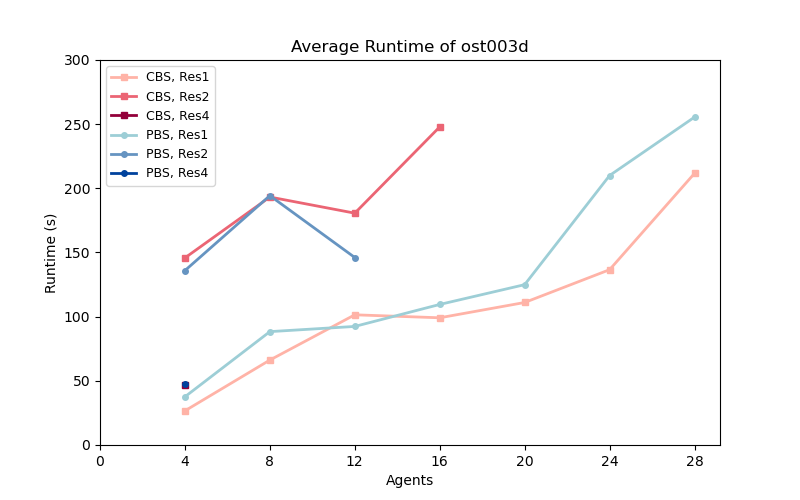 Average Runtime of ost003d
300
250
200
150
100
50
0
Runtime (s)
CBS, Res1
CBS, Res2
CBS, Res4
PBS, Res1
PBS, Res2
PBS, Res4
0 4 8 12 16 20 24 28
Agents